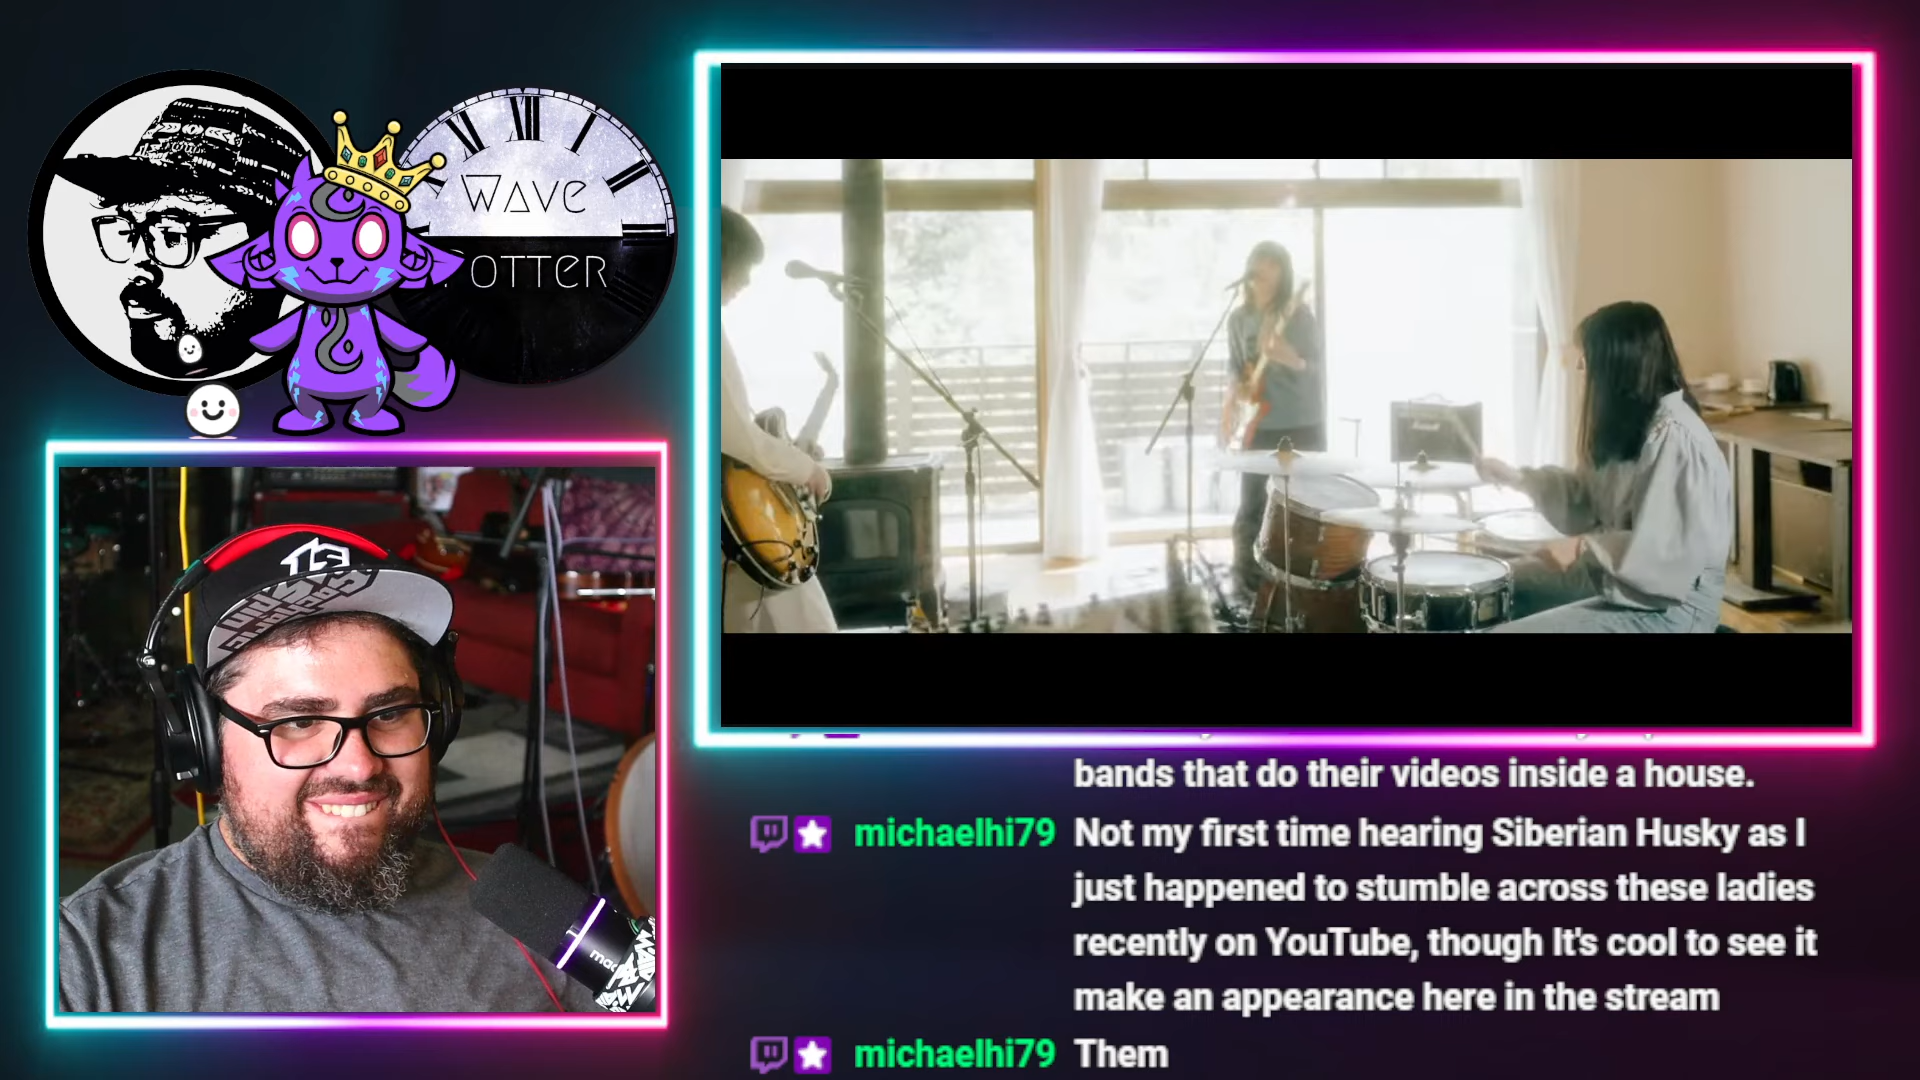 WAVE
OTTER
bands that do their videos inside a house.
michaelhi79 Not my first time hearing Siberian Husky as I
just happened to stumble across these ladies
recently on YouTube, though It's cool to see it
make an appearance here in the stream
michaelhi79 Them